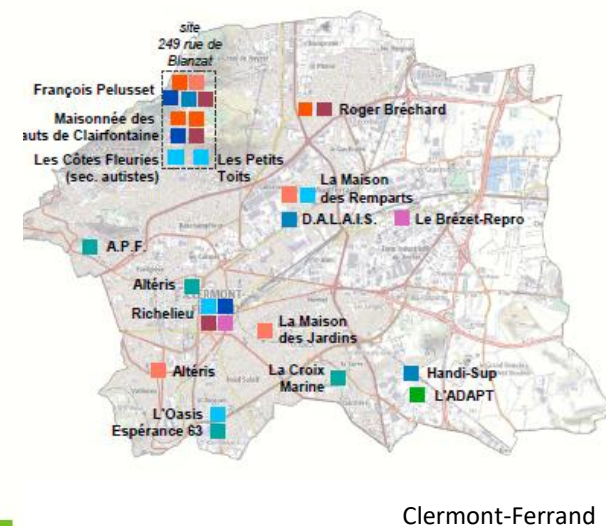 site
249 rue de
Blanzat
François Pelusset
Roger Bréchard
Maisonnée des
auts de Clairfontaine
Les Côtes Fleuries
(sec. autistes)
Les Petits
Toits
La Maison
des Remparts
D.A.L.A.I.S.
Le Brézet-Repro
A.P.F.
Altéris
Richelieu
La Maison
des Jardins
Altéris
La Croix
Marine
Handi-Sup
L'ADAPT
L'Oasis
Espérance 63
Clermont-Ferrand